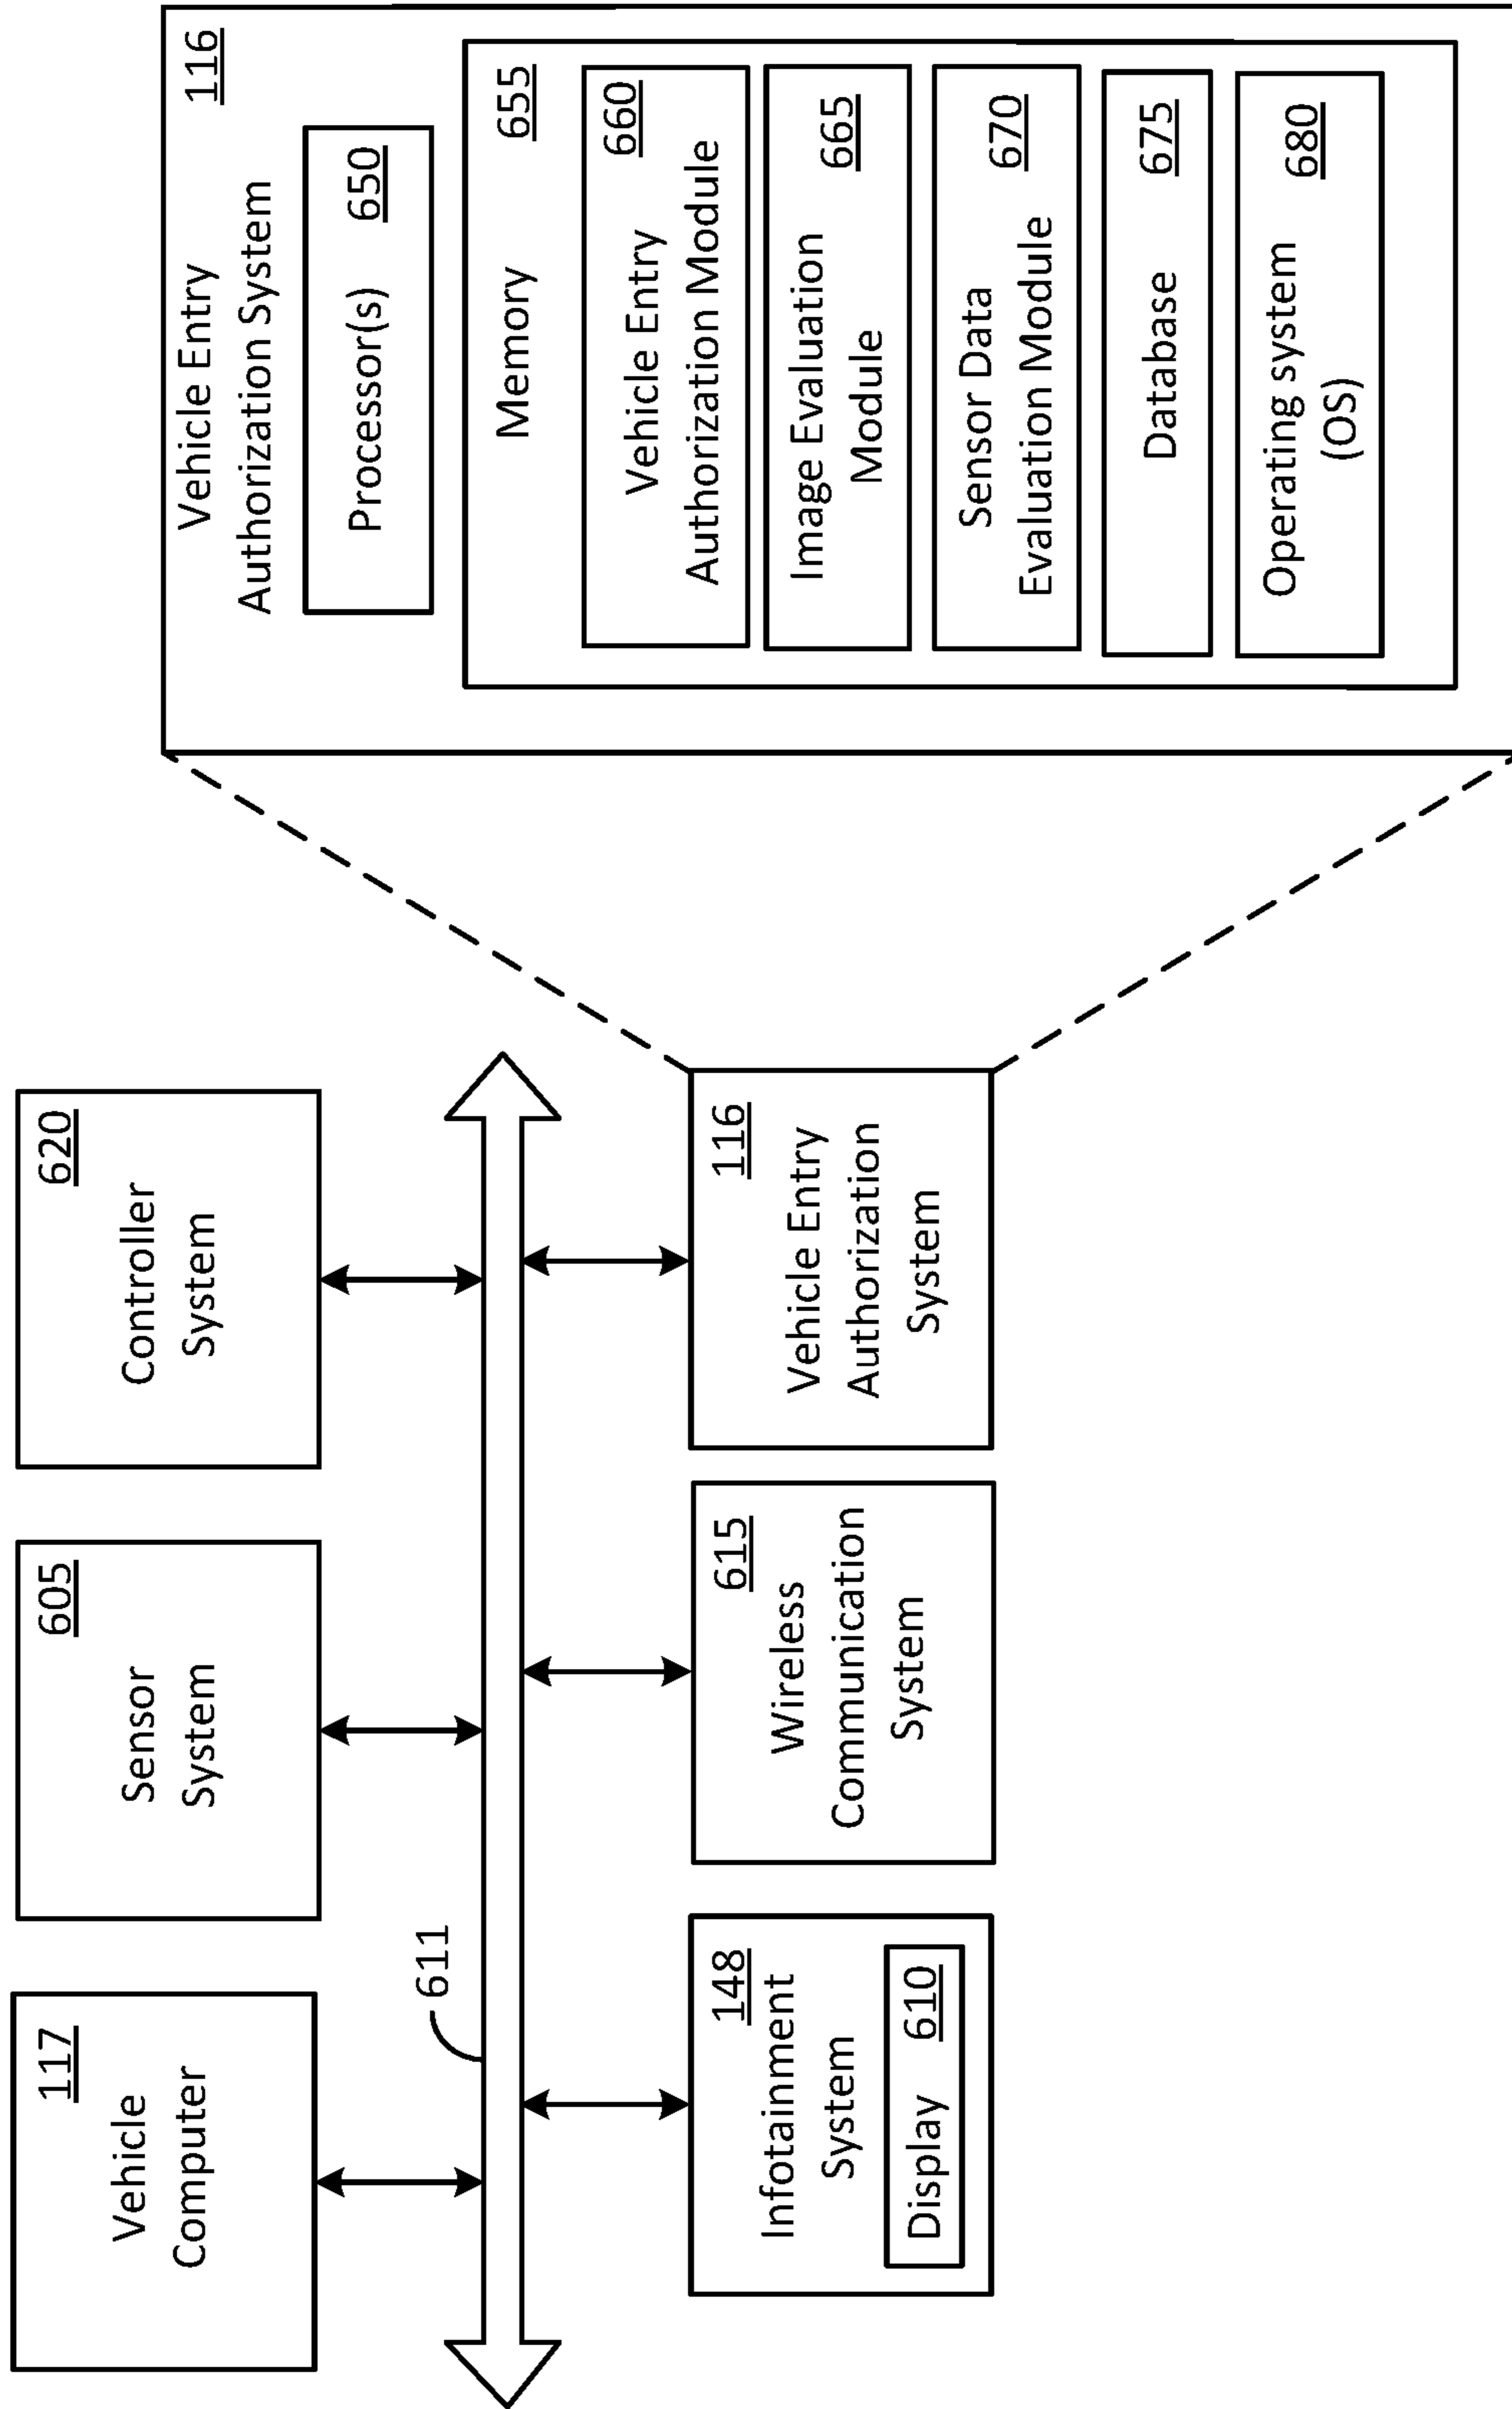 117
Vehicle
Computer
605
Sensor
System
620
Controller
System
611
148
Infotainment
System
Display 610
615
Wireless
Communication
System
116
Vehicle Entry
Authorization
System
Vehicle Entry 116
Authorization System
Processor(s) 650
Memory 655
Vehicle Entry 660
Authorization Module
Image Evaluation 665
Module
Sensor Data 670
Evaluation Module
Database 675
Operating system 680
(OS)